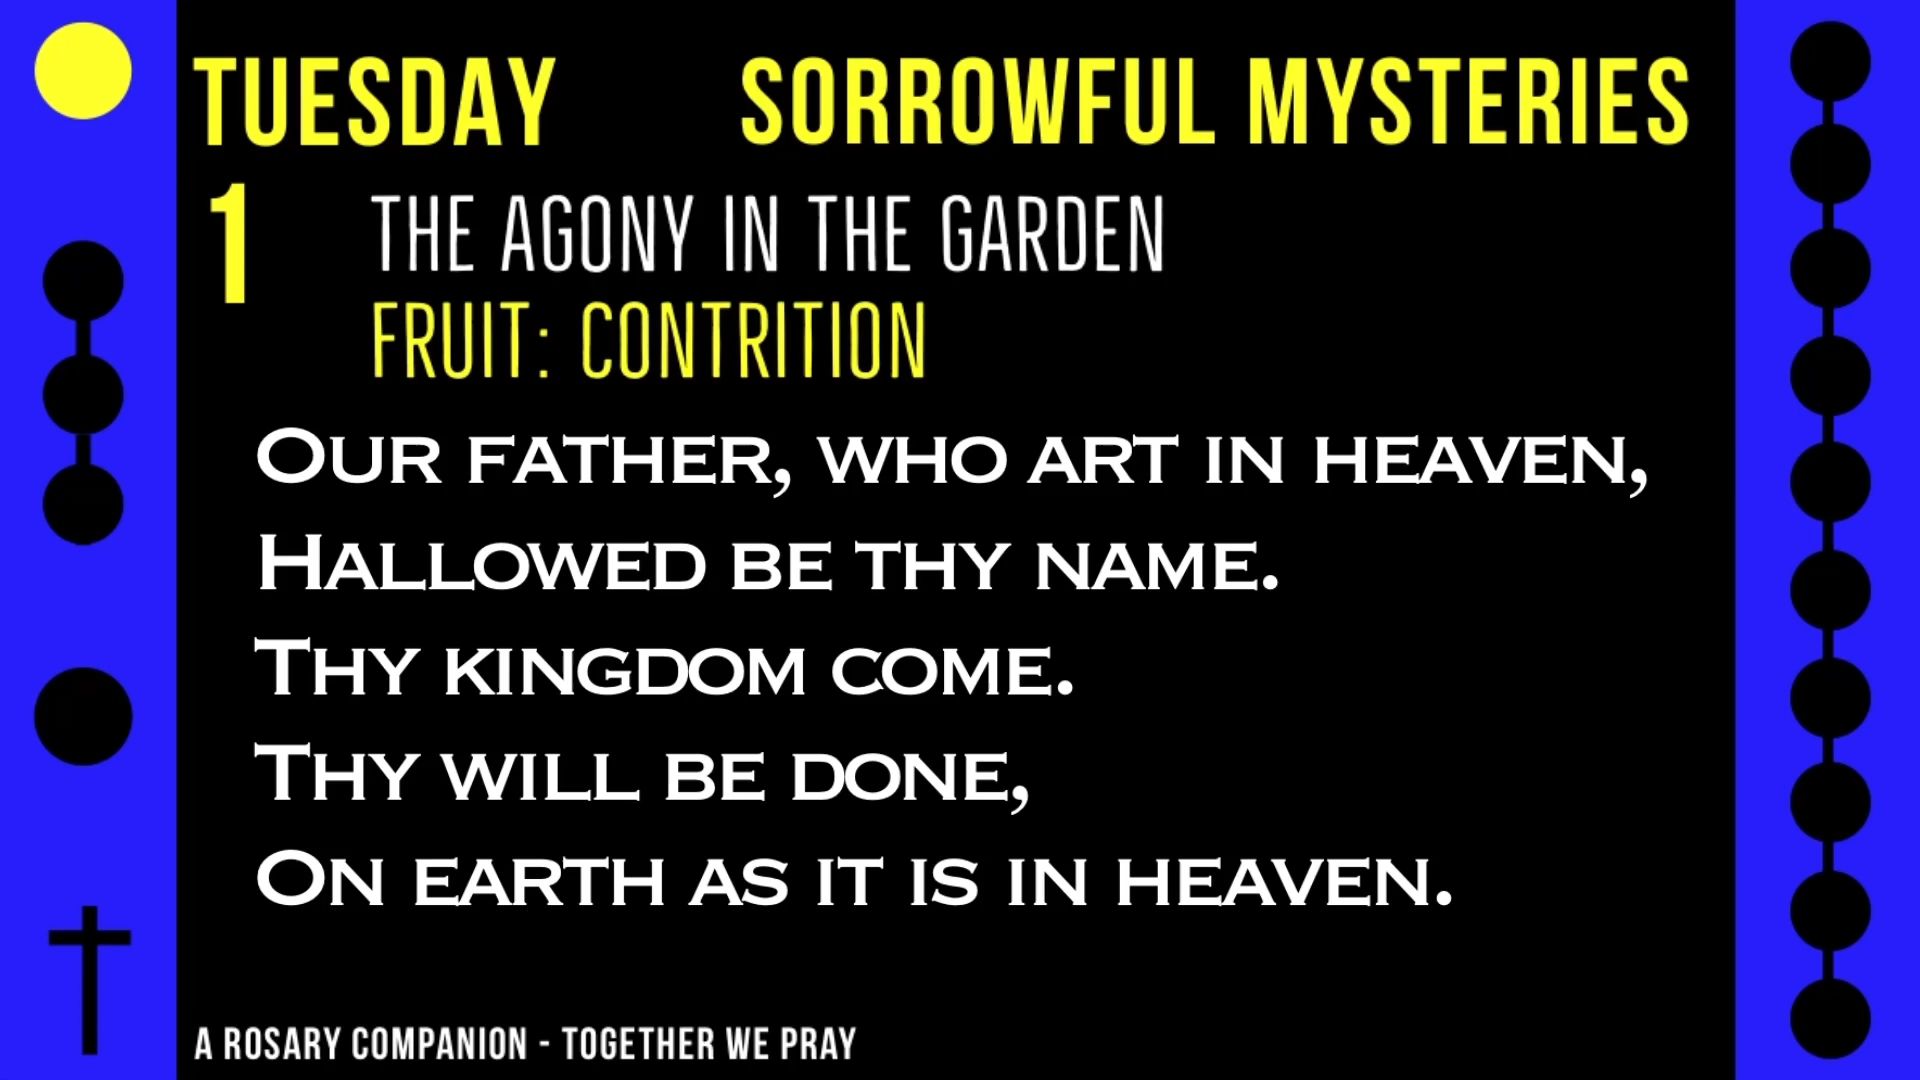 TUESDAY SORROWFUL MYSTERIES
1 THE AGONY IN THE GARDEN
FRUIT: CONTRITION
OUR FATHER, WHO ART IN HEAVEN,
HALLOWED BE THY NAME.
THY KINGDOM COME.
THY WILL BE DONE,
ON EARTH AS IT IS IN HEAVEN.
A ROSARY COMPANION - TOGETHER WE PRAY